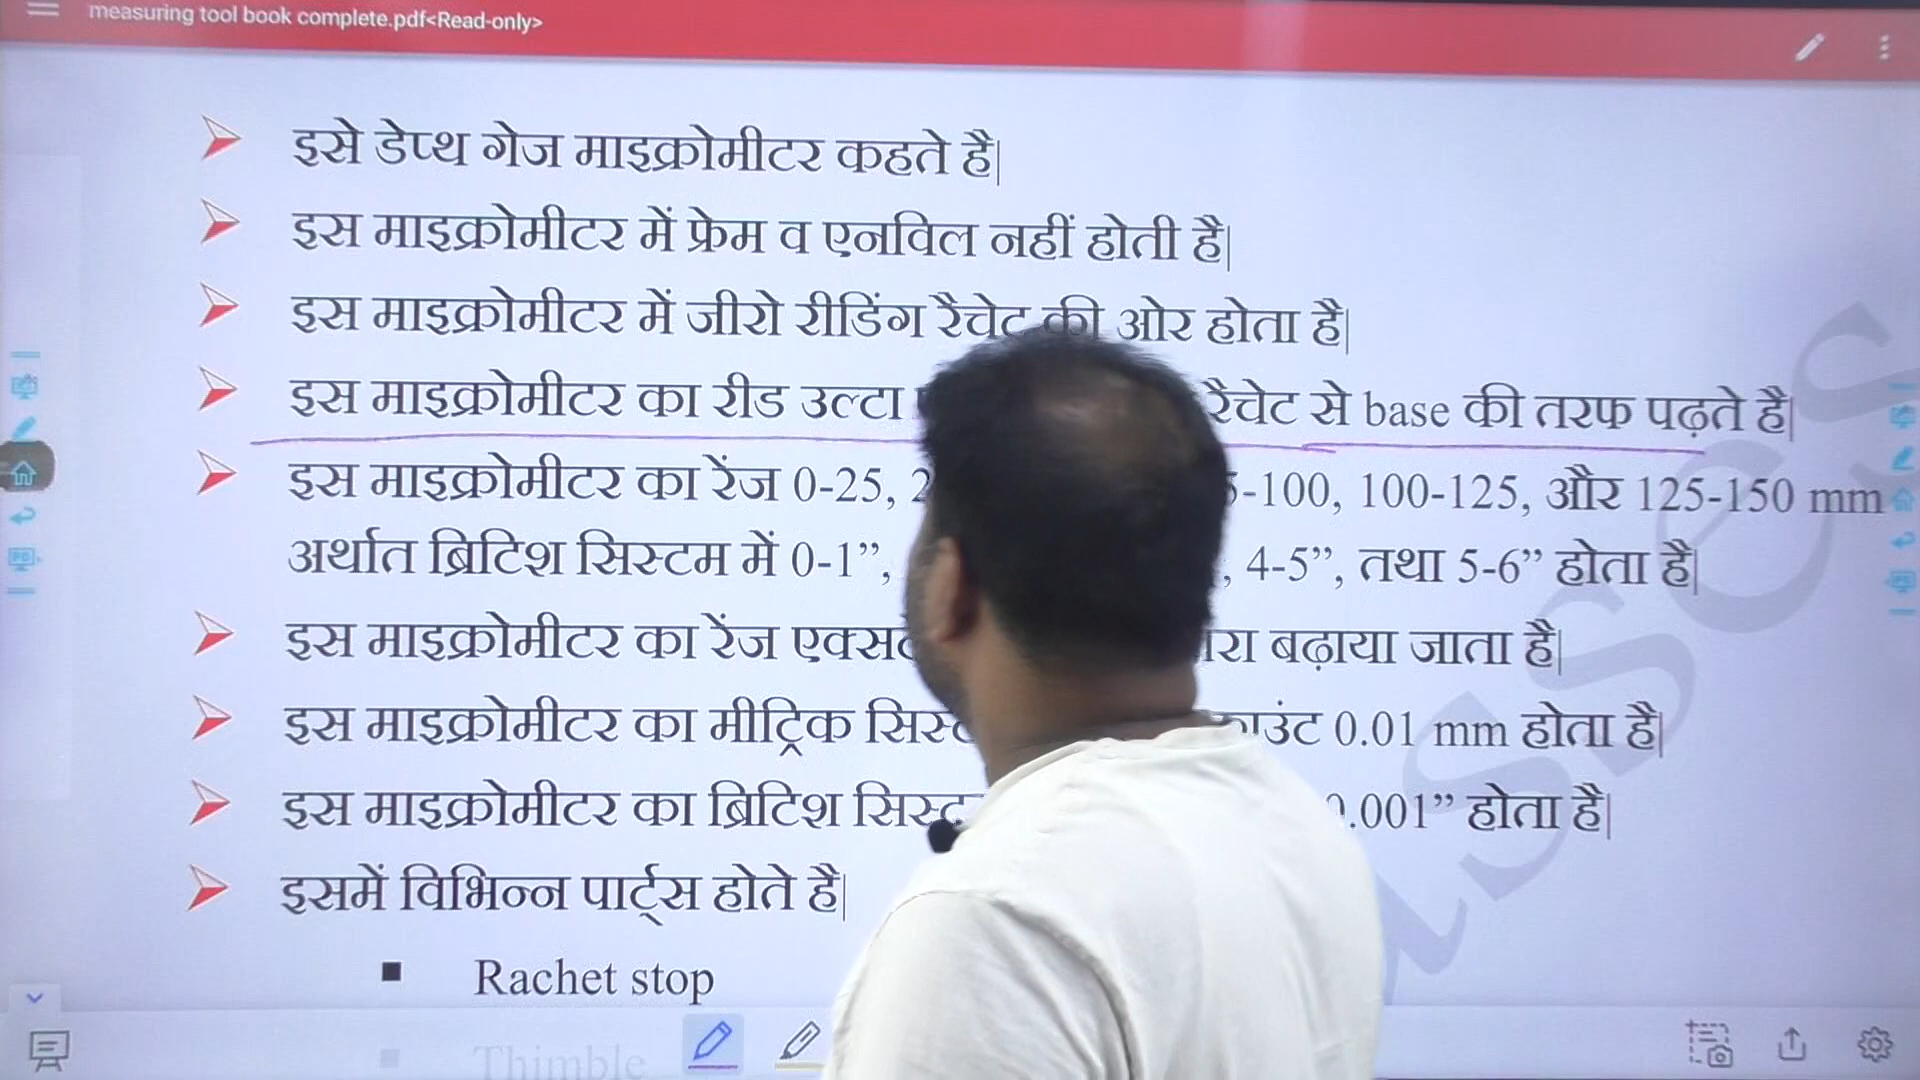 measuring tool book complete.pdf<Read-only>
इसे डेप्थ गेज माइक्रोमीटर कहते है|
इस माइक्रोमीटर में फ्रेम व एनविल नहीं होती है|
इस माइक्रोमीटर में जीरो रीडिंग रैचेट की ओर होता है|
इस माइक्रोमीटर का रीड उल्टा रैचेट से base की तरफ पढ़ते है|
इस माइक्रोमीटर का रेंज 0-25, -100, 100-125, और 125-150 mm
अर्थात ब्रिटिश सिस्टम में 0-1”, , 4-5”, तथा 5-6” होता है|
इस माइक्रोमीटर का रेंज बढ़ाया जाता है|
इस माइक्रोमीटर का मीट्रिक 0.01 mm होता है|
इस माइक्रोमीटर का ब्रिटिश .001” होता है|
इसमें विभिन्न पार्ट्स होते है|
Rachet stop
Thimble
asses